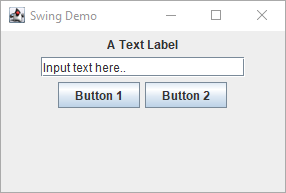 Swing Demo
A Text Label
Input text here..
Button 1 Button 2